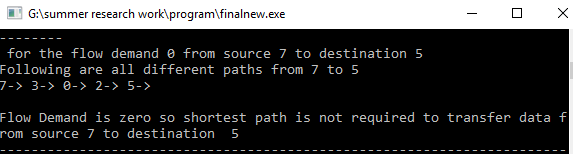 G:\summer research work\program\finalnew.exe
--------
for the flow demand 0 from source 7 to destination 5
Following are all different paths from 7 to 5
7-> 3-> 0-> 2-> 5->
Flow Demand is zero so shortest path is not required to transfer data f
rom source 7 to destination  5
-----------------------------------------------------------------------